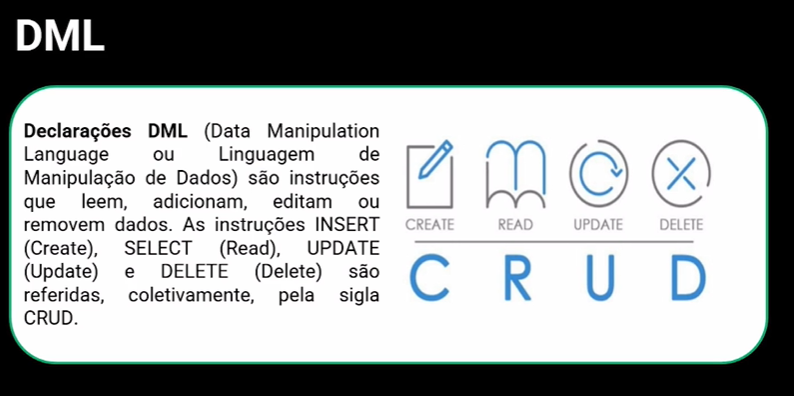 DML
Declarações DML (Data Manipulation
Language ou Linguagem de
Manipulação de Dados) são instruções
que leem, adicionam, editam ou
removem dados. As instruções INSERT
(Create), SELECT (Read), UPDATE
(Update) e DELETE (Delete) são
referidas, coletivamente, pela sigla
CRUD.
CREATE READ UPDATE DELETE
C R U D